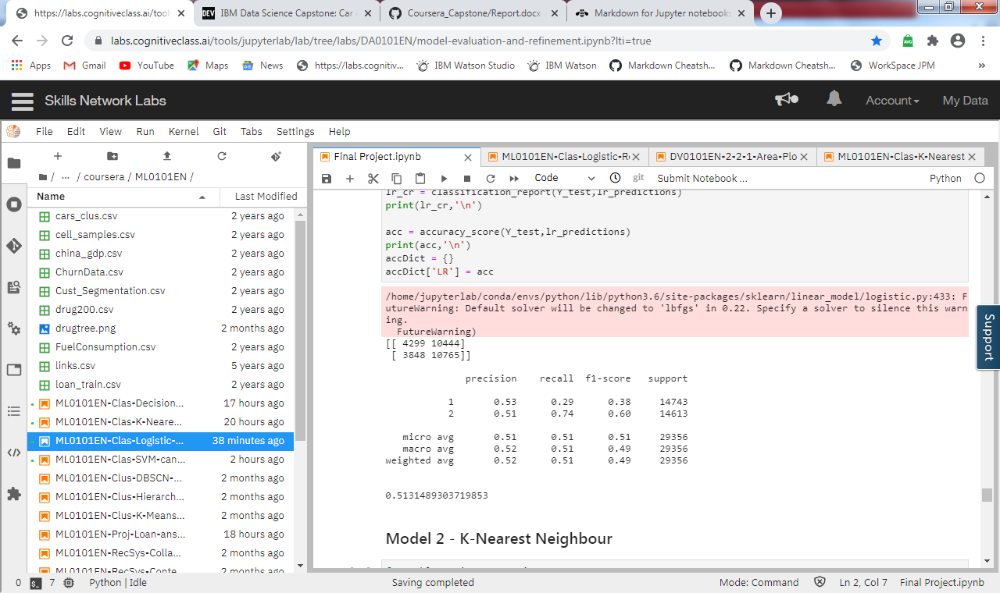 https://labs.cognitiveclass.ai/tool
IBM Data Science Capstone: Car A
Coursera_Capstone/Report.docx
Markdown for Jupyter notebooks
labs.cognitiveclass.ai/tools/jupyterlab/lab/tree/labs/DA0101EN/model-evaluation-and-refinement.ipynb?lti=true
Apps Gmail YouTube Maps News https://labs.cognitiv... IBM Watson Studio IBM Watson Markdown Cheatsh... Markdown Cheatsh... WorkSpace JPM »
Skills Network Labs Account My Data
File Edit View Run Kernel Git Tabs Settings Help
/ ... / coursera / ML0101EN /
Name Last Modified
cars_clus.csv 2 years ago
cell_samples.csv 2 years ago
china_gdp.csv 2 years ago
ChurnData.csv 2 years ago
Cust_Segmentation.csv 2 years ago
drug200.csv 2 years ago
drugtree.png 2 months ago
FuelConsumption.csv 2 years ago
links.csv 5 years ago
loan_train.csv 2 years ago
ML0101EN-Clas-Decision... 17 hours ago
ML0101EN-Clas-K-Neare... 20 hours ago
ML0101EN-Clas-Logistic-... 38 minutes ago
ML0101EN-Clas-SVM-can... 2 hours ago
ML0101EN-Clus-DBSCN-... 2 months ago
ML0101EN-Clus-Hierarch... 2 months ago
ML0101EN-Clus-K-Means... 2 months ago
ML0101EN-Proj-Loan-ans... 18 hours ago
ML0101EN-RecSys-Colla... 2 months ago
ML0101EN-RecSys-Conte... 2 months ago
Final Project.ipynb ML0101EN-Clas-Logistic-Re DV0101EN-2-2-1-Area-Plo ML0101EN-Clas-K-Nearest
Code git Submit Notebook ... Python
lr_cr = classification_report(Y_test,lr_predictions)
print(lr_cr,'\n')
acc = accuracy_score(Y_test,lr_predictions)
print(acc,'\n')
accDict = {}
accDict['LR'] = acc
/home/jupyterlab/conda/envs/python/lib/python3.6/site-packages/sklearn/linear_model/logistic.py:433: F
utureWarning: Default solver will be changed to 'lbfgs' in 0.22. Specify a solver to silence this warn
ing.
FutureWarning)
[[ 4299 10444]
[ 3848 10765]]
precision recall f1-score support
1 0.53 0.29 0.38 14743
2 0.51 0.74 0.60 14613
micro avg 0.51 0.51 0.51 29356
macro avg 0.52 0.51 0.49 29356
weighted avg 0.52 0.51 0.49 29356
0.5131489303719853
Model 2 - K-Nearest Neighbour
Support
0 7 Python | Idle Saving completed Mode: Command Ln 2, Col 7 Final Project.ipynb